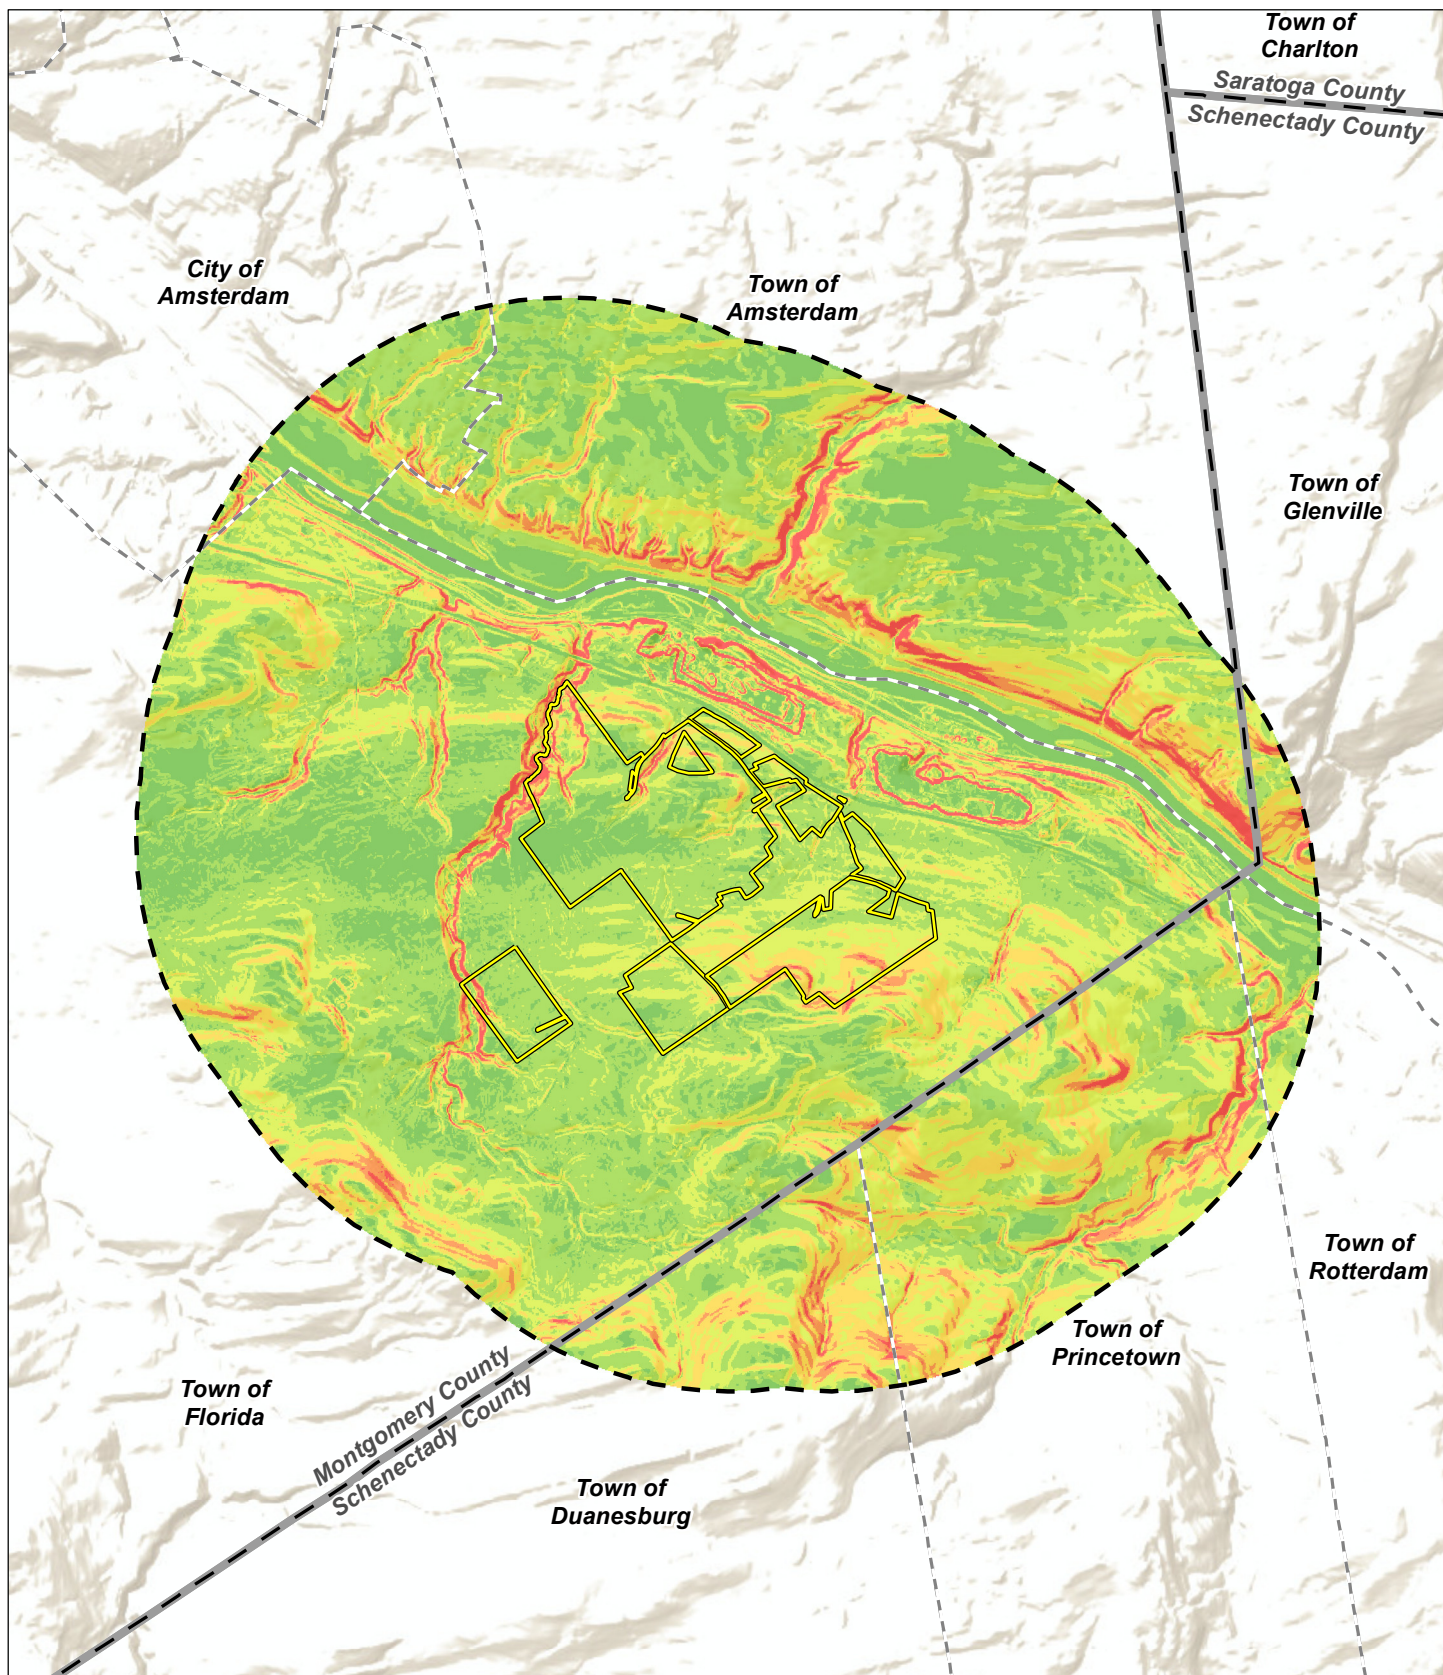 Town of
Charlton
Saratoga County
Schenectady County
City of
Amsterdam
Town of
Amsterdam
Town of
Glenville
Town of
Rotterdam
Town of
Princetown
Town of
Florida
Montgomery County
Schenectady County
Town of
Duanesburg